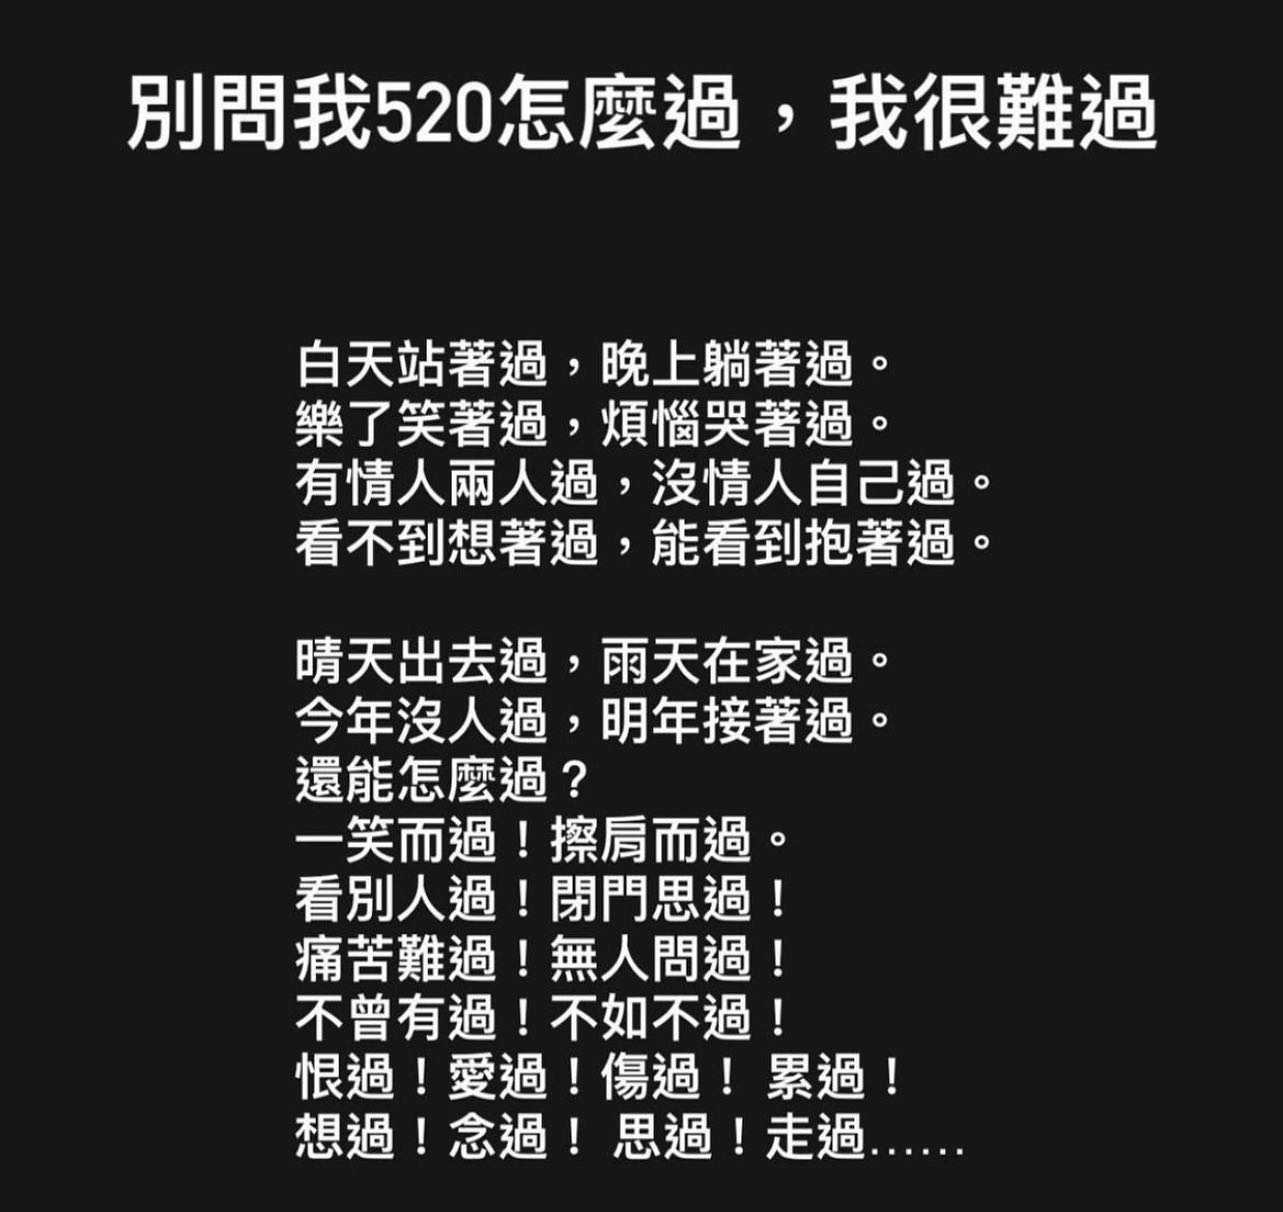 別問我520怎麼過，我很難過
白天站著過，晚上躺著過。
樂了笑著過，煩惱哭著過。
有情人兩人過，沒情人自己過。
看不到想著過，能看到抱著過。
晴天出去過，雨天在家過。
今年沒人過，明年接著過。
還能怎麼過？
一笑而過！擦肩而過。
看別人過！閉門思過！
痛苦難過！無人問過！
不曾有過！不如不過！
恨過！愛過！傷過！ 累過！
想過！念過！ 思過！走過......